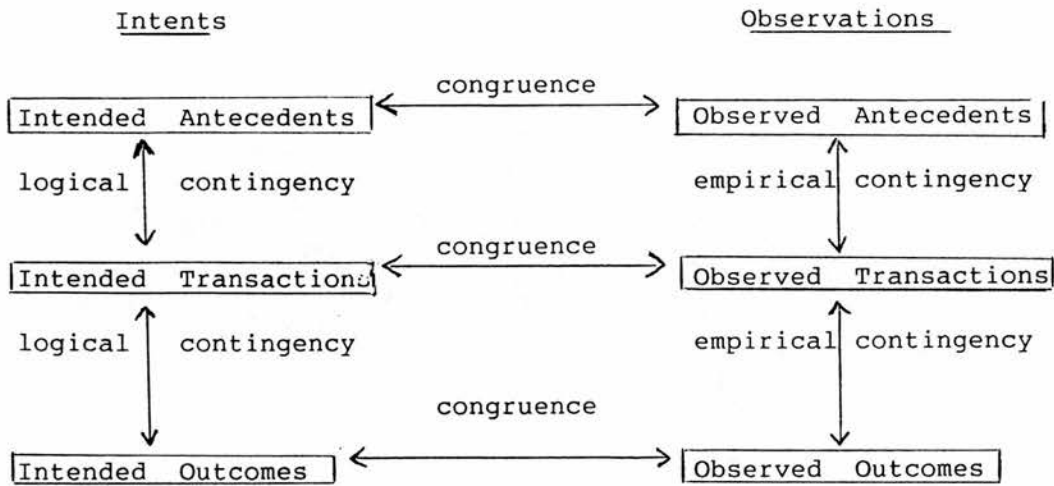 Intents Observations
congruence
Intended Antecedents Observed Antecedents
logical contingency empirical contingency
congruence
Intended Transactions Observed Transactions
logical contingency empirical contingency
congruence
Intended Outcomes Observed Outcomes